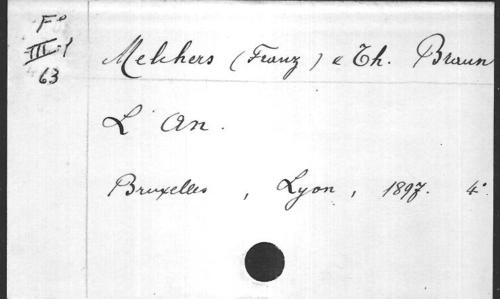 F°
III-1
63
Melchers (Franz) e Th. Braun
L'An.
Bruxelles, Lyon, 1897. 4°